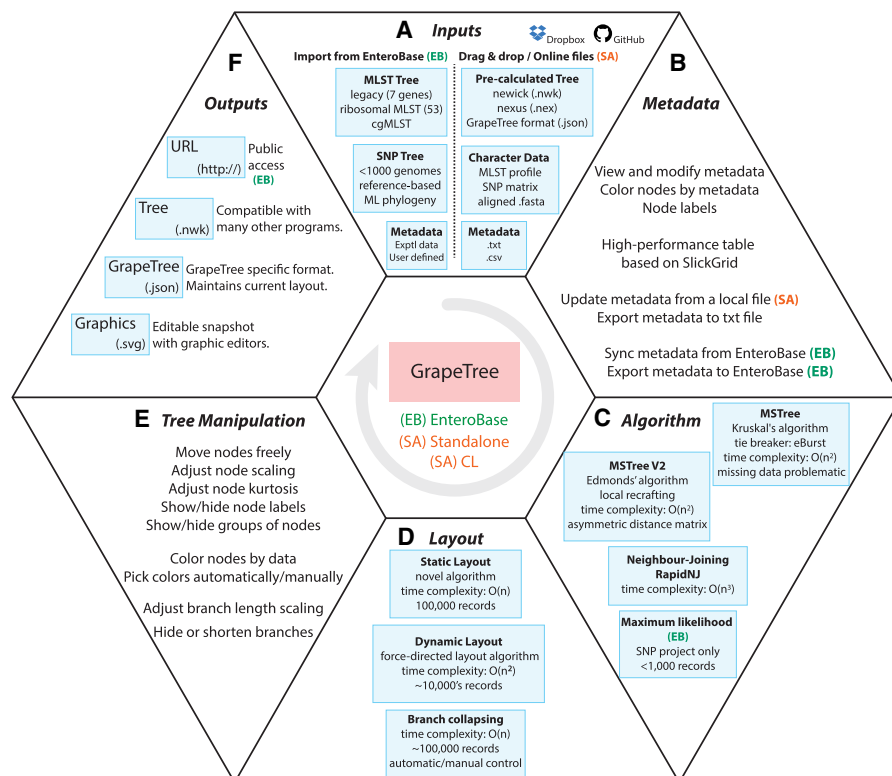 A Inputs
Dropbox
GitHub
Import from EnteroBase (EB)
Drag & drop / Online files (SA)
MLST Tree
legacy (7 genes)
ribosomal MLST (53)
cgMLST
Pre-calculated Tree
newick (.nwk)
nexus (.nex)
GrapeTree format (.json)
SNP Tree
<1000 genomes
reference-based
ML phylogeny
Character Data
MLST profile
SNP matrix
aligned .fasta
Metadata
Exptl data
User defined
Metadata
.txt
.csv
B
Metadata
View and modify metadata
Color nodes by metadata
Node labels
High-performance table
based on SlickGrid
Update metadata from a local file (SA)
Export metadata to txt file
Sync metadata from EnteroBase (EB)
Export metadata to EnteroBase (EB)
C Algorithm
MSTree
Kruskal's algorithm
tie breaker: eBurst
time complexity: O(n²)
missing data problematic
MSTree V2
Edmonds' algorithm
local recrafting
time complexity: O(n²)
asymmetric distance matrix
Neighbour-Joining
RapidNJ
time complexity: O(n³)
Maximum likelihood
(EB)
SNP project only
<1,000 records
D Layout
Static Layout
novel algorithm
time complexity: O(n)
100,000 records
Dynamic Layout
force-directed layout algorithm
time complexity: O(n²)
~10,000's records
Branch collapsing
time complexity: O(n)
~100,000 records
automatic/manual control
E Tree Manipulation
Move nodes freely
Adjust node scaling
Adjust node kurtosis
Show/hide node labels
Show/hide groups of nodes
Color nodes by data
Pick colors automatically/manually
Adjust branch length scaling
Hide or shorten branches
F
Outputs
URL
(http://)
Public
access
(EB)
Tree
(.nwk)
Compatible with
many other programs.
GrapeTree
(.json)
GrapeTree specific format.
Maintains current layout.
Graphics
(.svg)
Editable snapshot
with graphic editors.
GrapeTree
(EB) EnteroBase
(SA) Standalone
(SA) CL